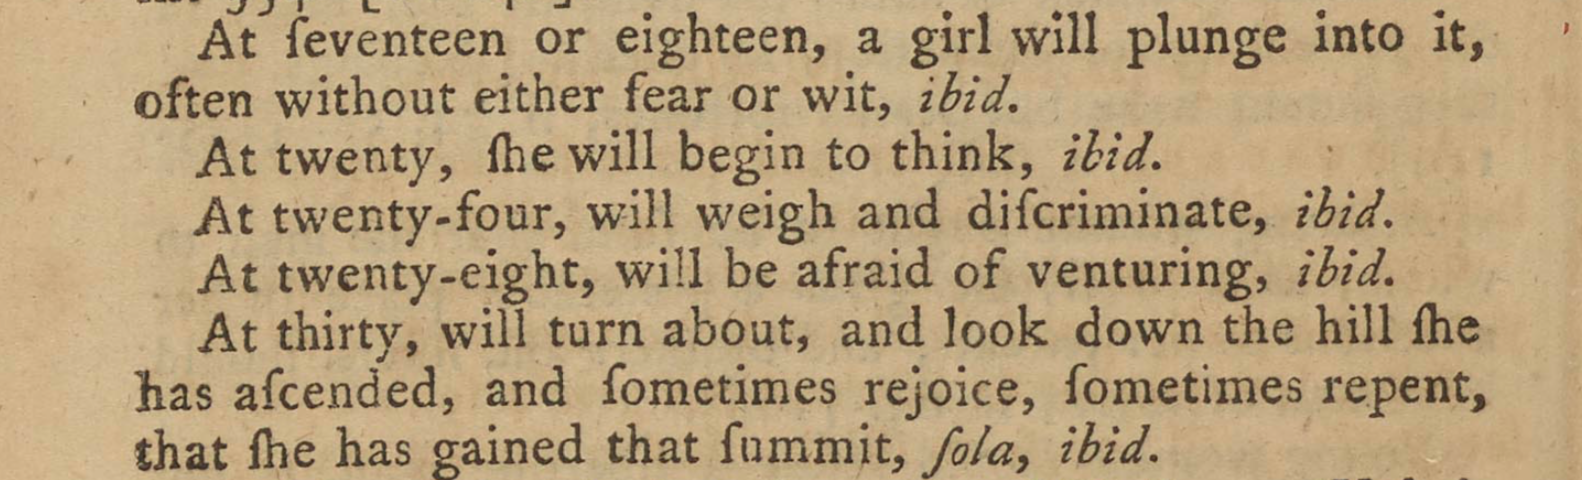 At ſeventeen or eighteen, a girl will plunge into it,
often without either fear or wit, ibid.
At twenty, ſhe will begin to think, ibid.
At twenty-four, will weigh and diſcriminate, ibid.
At twenty-eight, will be afraid of venturing, ibid.
At thirty, will turn about, and look down the hill ſhe
has aſcended, and ſometimes rejoice, ſometimes repent,
that ſhe has gained that ſummit, ſola, ibid.